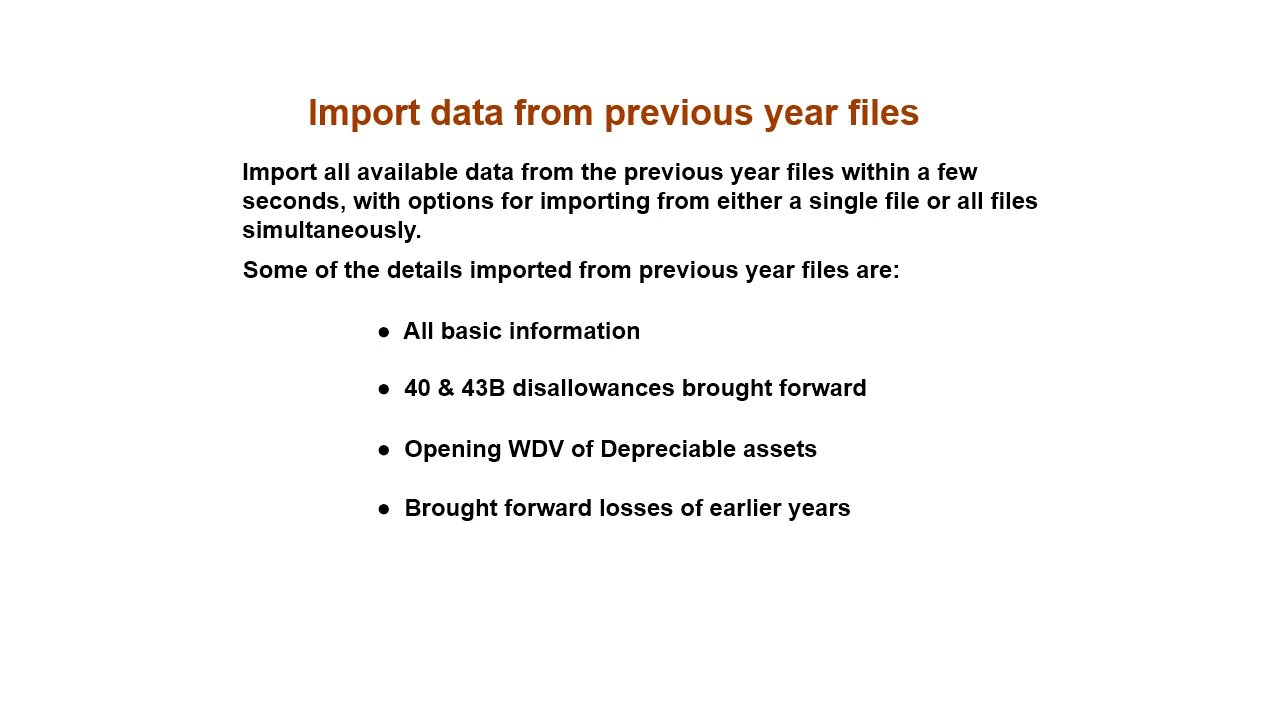 Import data from previous year files
Import all available data from the previous year files within a few
seconds, with options for importing from either a single file or all files
simultaneously.
Some of the details imported from previous year files are:
● All basic information
● 40 & 43B disallowances brought forward
● Opening WDV of Depreciable assets
● Brought forward losses of earlier years